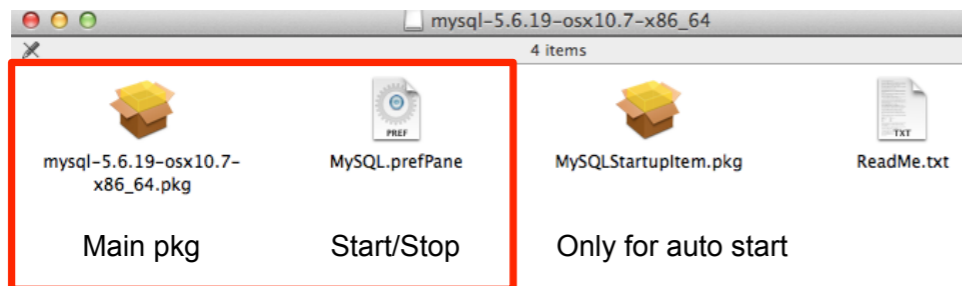 mysql-5.6.19-osx10.7-x86_64
4 items
PREF
TXT
mysql-5.6.19-osx10.7-
x86_64.pkg
MySQL.prefPane
MySQLStartupItem.pkg
ReadMe.txt
Main pkg
Start/Stop
Only for auto start